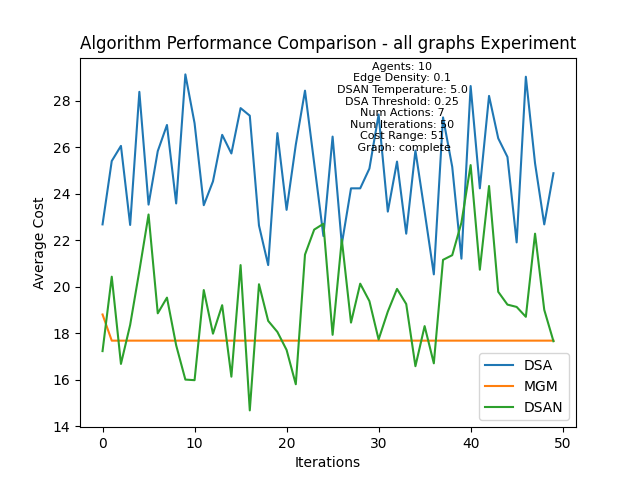 Algorithm Performance Comparison - all graphs Experiment
Agents: 10
Edge Density: 0.1
DSAN Temperature: 5.0
DSA Threshold: 0.25
Num Actions: 7
Num Iterations: 50
Cost Range: 51
Graph: complete
Average Cost
28
26
24
22
20
18
16
14
0
10
20
30
40
50
Iterations
DSA
MGM
DSAN